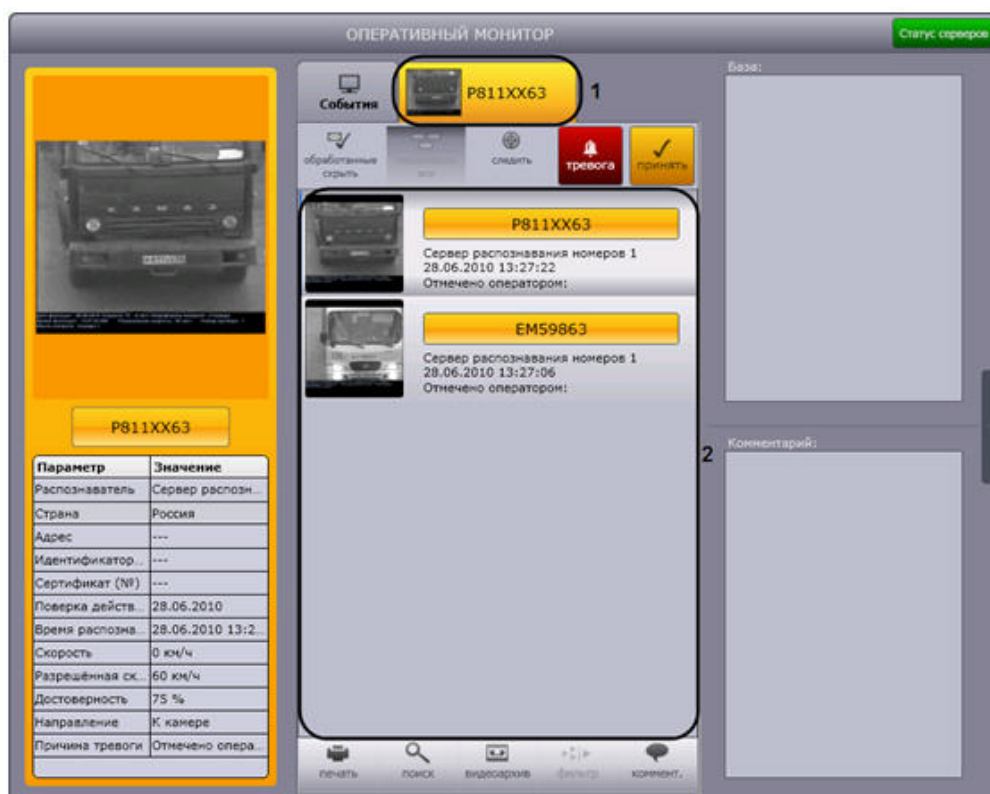 ОПЕРАТИВНЫЙ МОНИТОР
Статус серверов
События
P811XX63
1
обработанные
скрыть
все
следить
тревога
принять
P811XX63
Сервер распознавания номеров 1
28.06.2010 13:27:22
Отмечено оператором:
EM59863
Сервер распознавания номеров 1
28.06.2010 13:27:06
Отмечено оператором:
P811XX63
Параметр Значение
Распознаватель Сервер распозн...
Страна Россия
Адрес ---
Идентификатор... ---
Сертификат (№) ---
Поверка действ... 28.06.2010
Время распозна... 28.06.2010 13:2...
Скорость 0 км/ч
Разрешённая ск... 60 км/ч
Достоверность 75 %
Направление К камере
Причина тревоги Отмечено опера...
База:
Комментарий:
2
печать
поиск
видеоархив
фильтр
коммент.